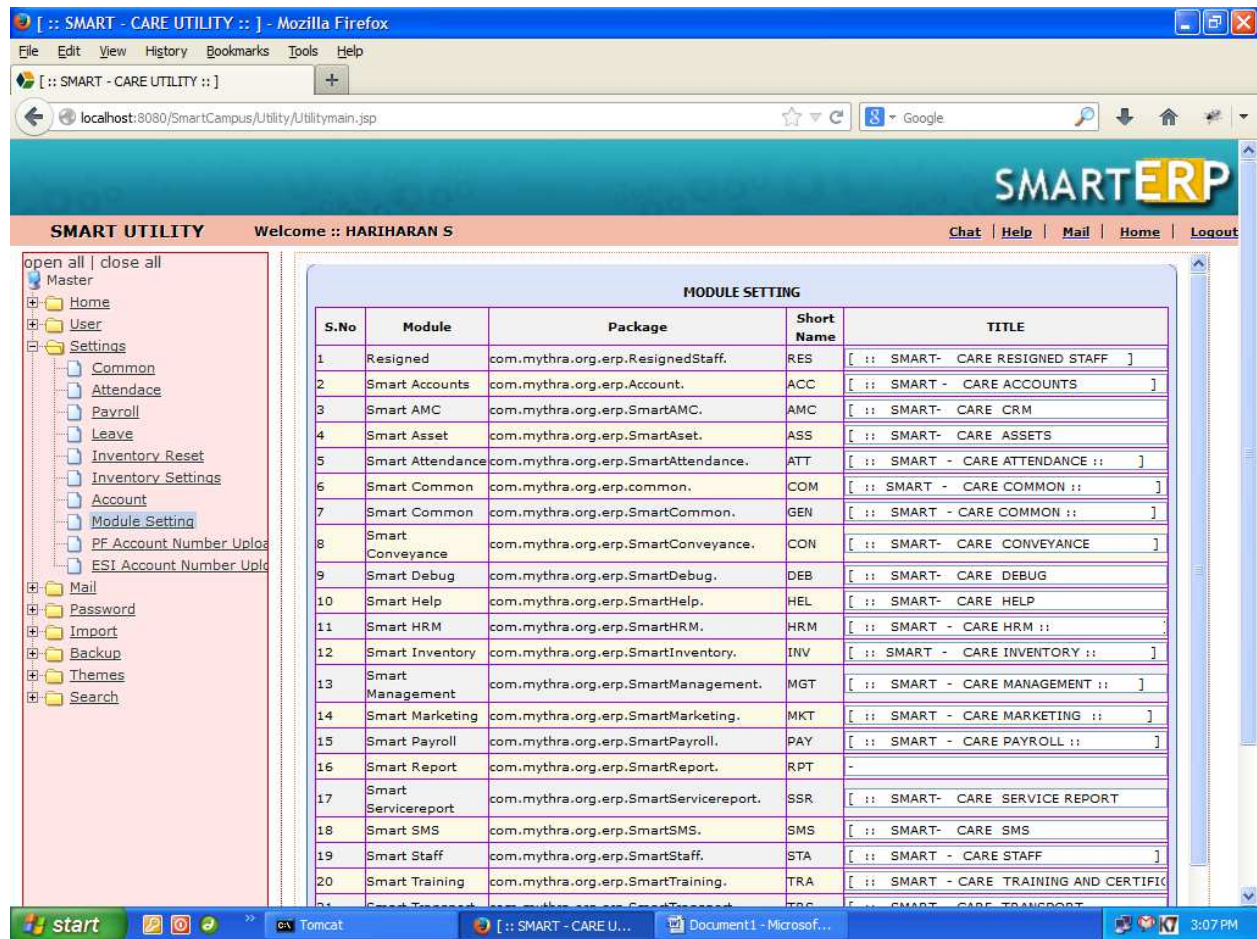 [ :: SMART - CARE UTILITY :: ] - Mozilla Firefox
File Edit View History Bookmarks Tools Help
[ :: SMART - CARE UTILITY :: ] +
localhost:8080/SmartCampus/Utility/Utilitymain.jsp 8 Google
SMARTERP
SMART UTILITY Welcome :: HARIHARAN S Chat | Help | Mail | Home | Logout
open all | close all
Master
Home
User
Settings
Common
Attendace
Payroll
Leave
Inventory Reset
Inventory Settings
Account
Module Setting
PF Account Number Uploa
ESI Account Number Uplo
Mail
Password
Import
Backup
Themes
Search
MODULE SETTING
S.No Module Package Short Name TITLE
1 Resigned com.mythra.org.erp.ResignedStaff. RES [ :: SMART- CARE RESIGNED STAFF ]
2 Smart Accounts com.mythra.org.erp.Account. ACC [ :: SMART - CARE ACCOUNTS ]
3 Smart AMC com.mythra.org.erp.SmartAMC. AMC [ :: SMART- CARE CRM
4 Smart Asset com.mythra.org.erp.SmartAset. ASS [ :: SMART- CARE ASSETS
5 Smart Attendance com.mythra.org.erp.SmartAttendance. ATT [ :: SMART - CARE ATTENDANCE :: ]
6 Smart Common com.mythra.org.erp.common. COM [ :: SMART - CARE COMMON :: ]
7 Smart Common com.mythra.org.erp.SmartCommon. GEN [ :: SMART - CARE COMMON :: ]
8 Smart Conveyance com.mythra.org.erp.SmartConveyance. CON [ :: SMART- CARE CONVEYANCE ]
9 Smart Debug com.mythra.org.erp.SmartDebug. DEB [ :: SMART- CARE DEBUG
10 Smart Help com.mythra.org.erp.SmartHelp. HEL [ :: SMART- CARE HELP
11 Smart HRM com.mythra.org.erp.SmartHRM. HRM [ :: SMART - CARE HRM :: ]
12 Smart Inventory com.mythra.org.erp.SmartInventory. INV [ :: SMART - CARE INVENTORY :: ]
13 Smart Management com.mythra.org.erp.SmartManagement. MGT [ :: SMART - CARE MANAGEMENT :: ]
14 Smart Marketing com.mythra.org.erp.SmartMarketing. MKT [ :: SMART - CARE MARKETING :: ]
15 Smart Payroll com.mythra.org.erp.SmartPayroll. PAY [ :: SMART - CARE PAYROLL :: ]
16 Smart Report com.mythra.org.erp.SmartReport. RPT -
17 Smart Servicereport com.mythra.org.erp.SmartServicereport. SSR [ :: SMART- CARE SERVICE REPORT
18 Smart SMS com.mythra.org.erp.SmartSMS. SMS [ :: SMART- CARE SMS
19 Smart Staff com.mythra.org.erp.SmartStaff. STA [ :: SMART - CARE STAFF ]
20 Smart Training com.mythra.org.erp.SmartTraining. TRA [ :: SMART - CARE TRAINING AND CERTIFIC
21 Smart Transport com.mythra.org.erp.SmartTransport. TRS [ :: SMART- CARE TRANSPORT
start Tomcat [ :: SMART - CARE U... Document1 - Microsof... K7 3:07 PM